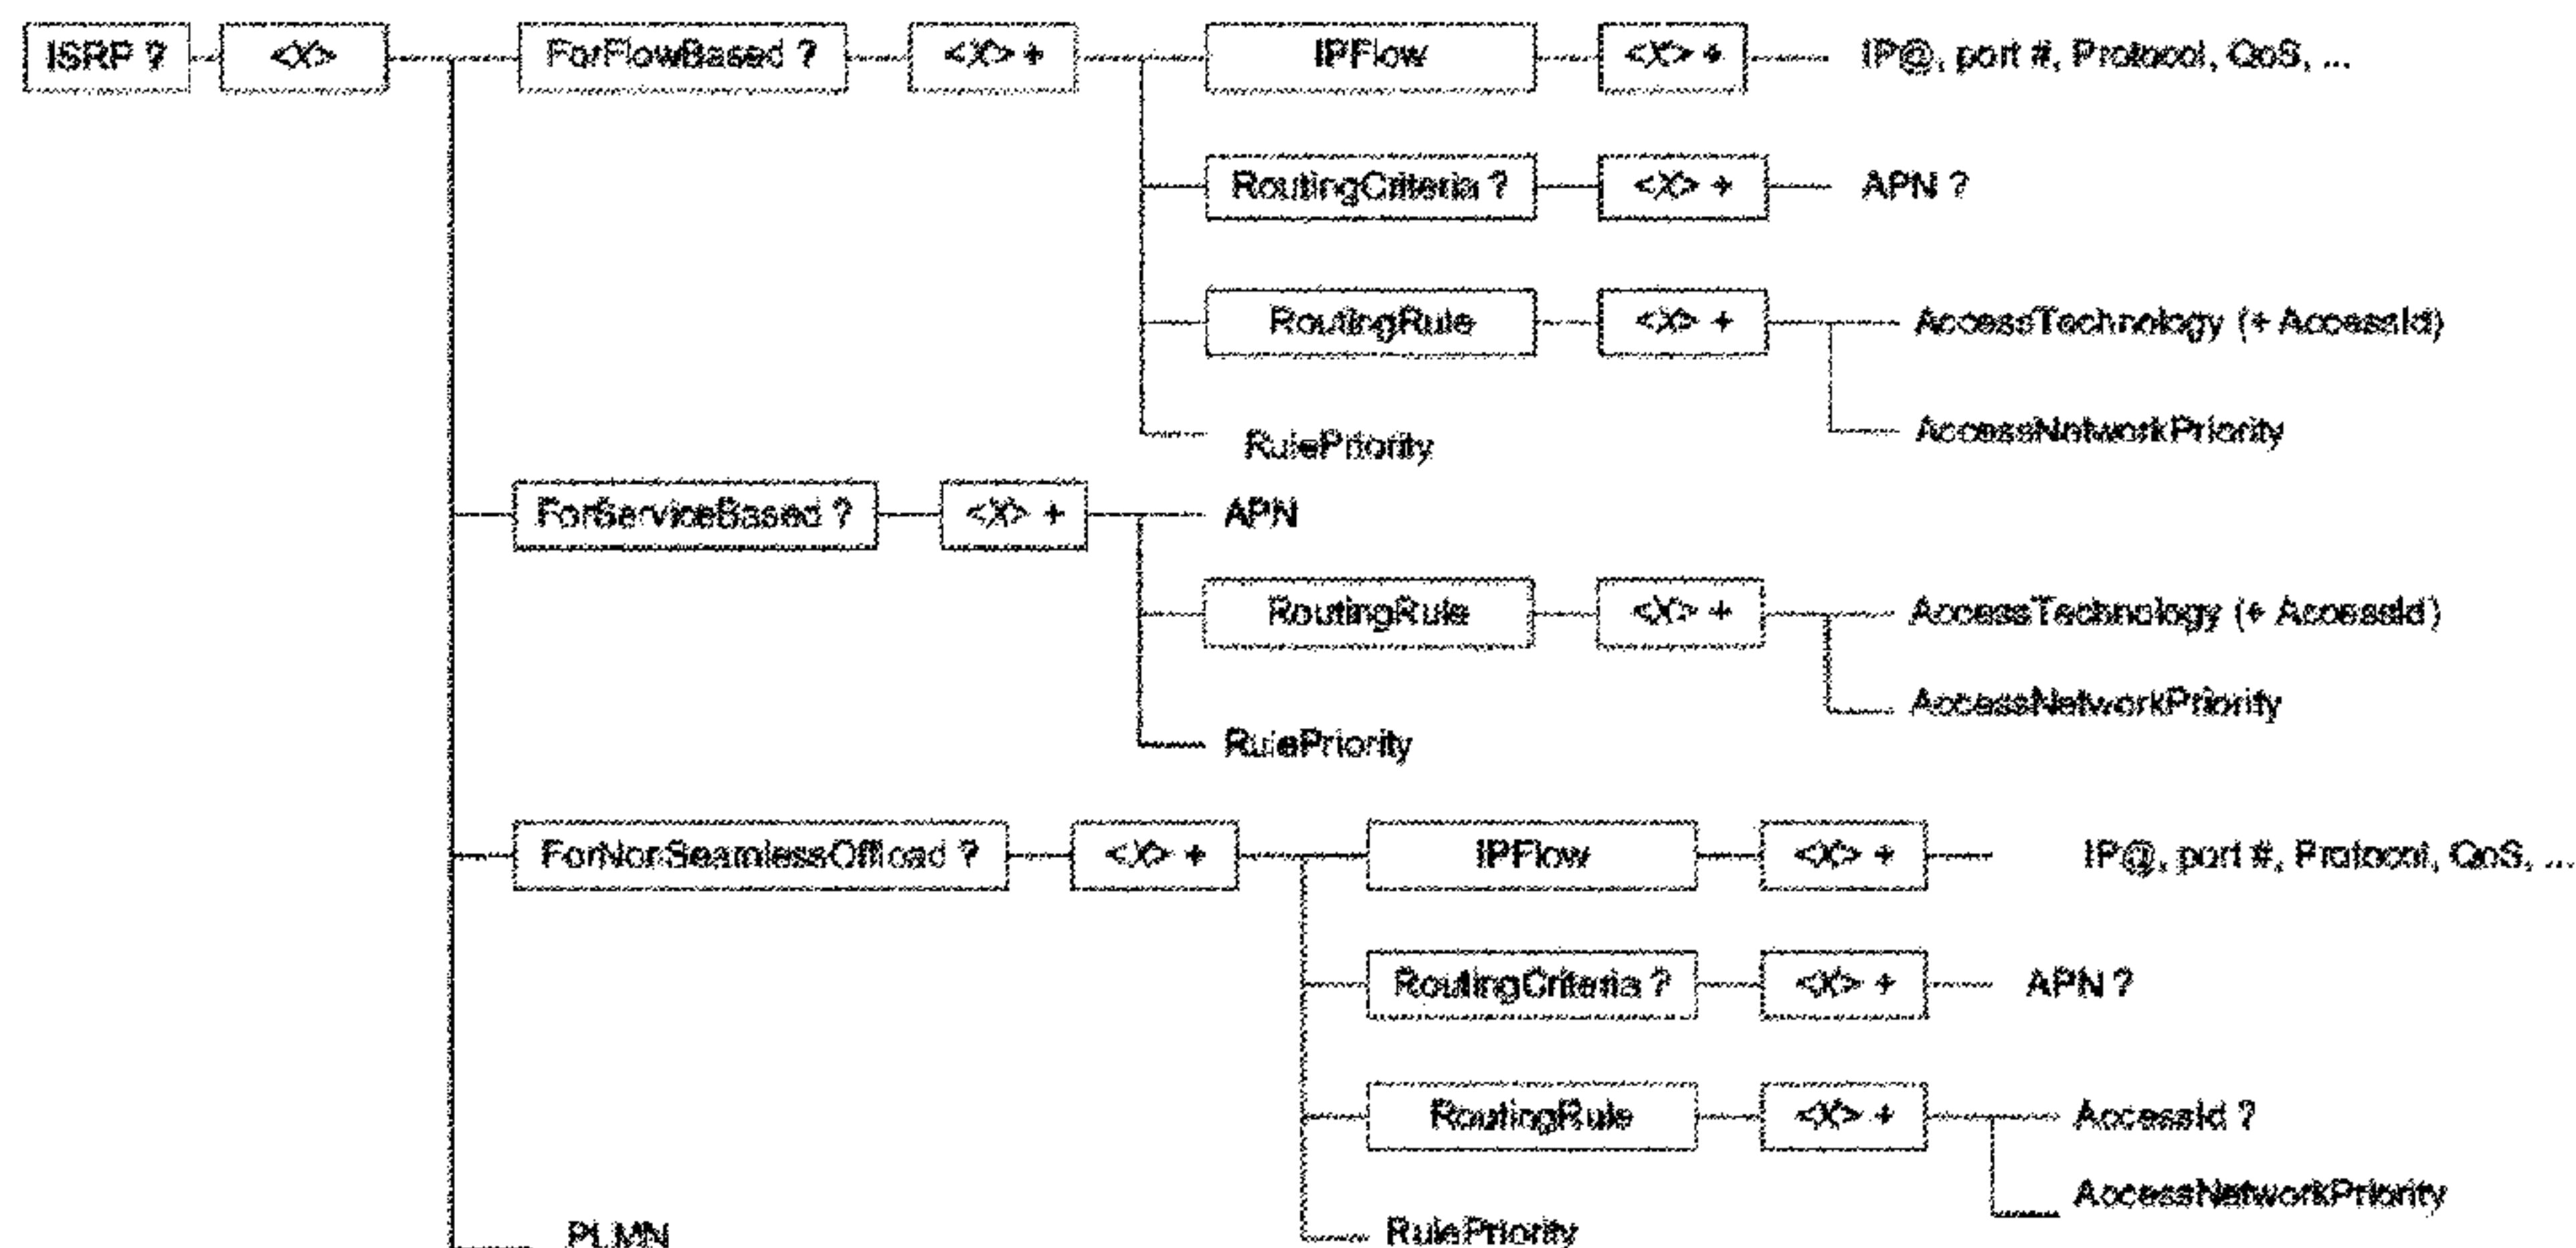 ISRP ? <X> ForFlowBased ? <X> + IPFlow <X> + IP@, port #, Protocol, QoS, ...
RoutingCriteria ? <X> + APN ?
RoutingRule <X> + AccessTechnology (+ AccessId)
AccessNetworkPriority
RulePriority
ForServiceBased ? <X> + APN
RoutingRule <X> + AccessTechnology (+ AccessId)
AccessNetworkPriority
RulePriority
ForNonSeamlessOffload ? <X> + IPFlow <X> + IP@, port #, Protocol, QoS, ...
RoutingCriteria ? <X> + APN ?
RoutingRule <X> + AccessId ?
AccessNetworkPriority
PLMN RulePriority